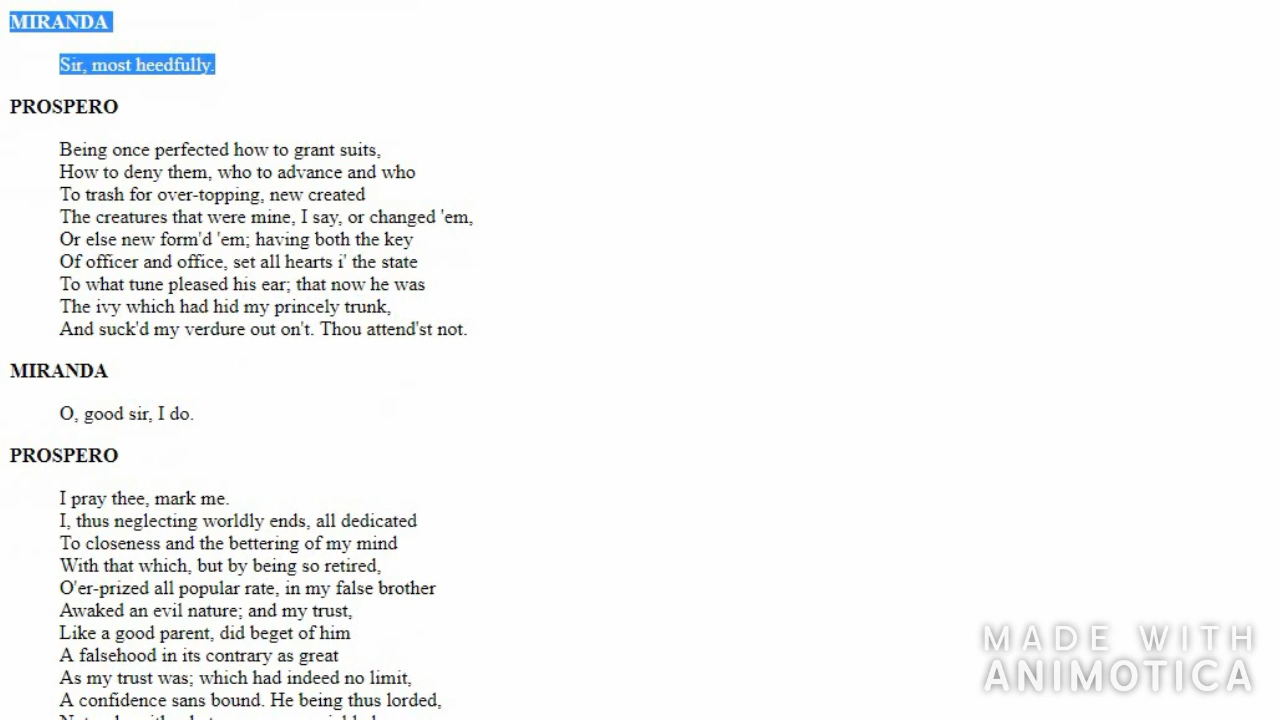 MIRANDA
Sir, most heedfully.
PROSPERO
Being once perfected how to grant suits,
How to deny them, who to advance and who
To trash for over-topping, new created
The creatures that were mine, I say, or changed 'em,
Or else new form'd 'em; having both the key
Of officer and office, set all hearts i' the state
To what tune pleased his ear; that now he was
The ivy which had hid my princely trunk,
And suck'd my verdure out on't. Thou attend'st not.
MIRANDA
O, good sir, I do.
PROSPERO
I pray thee, mark me.
I, thus neglecting worldly ends, all dedicated
To closeness and the bettering of my mind
With that which, but by being so retired,
O'er-prized all popular rate, in my false brother
Awaked an evil nature; and my trust,
Like a good parent, did beget of him
A falsehood in its contrary as great
As my trust was; which had indeed no limit,
A confidence sans bound. He being thus lorded,
MADE WITH
ANIMOTICA